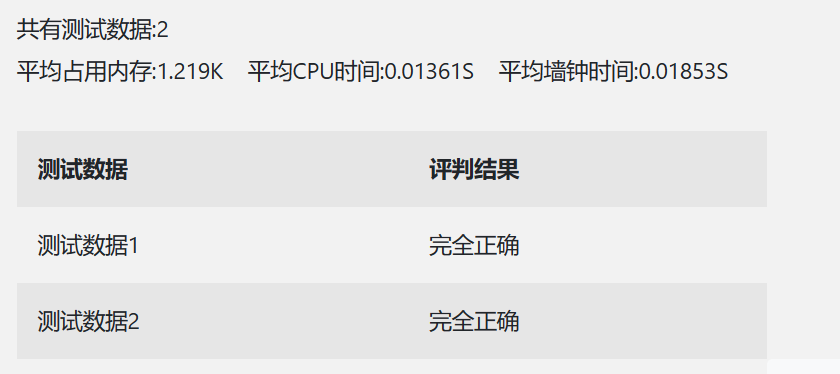 共有测试数据:2
平均占用内存:1.219K 平均CPU时间:0.01361S 平均墙钟时间:0.01853S
测试数据 评判结果
测试数据1 完全正确
测试数据2 完全正确